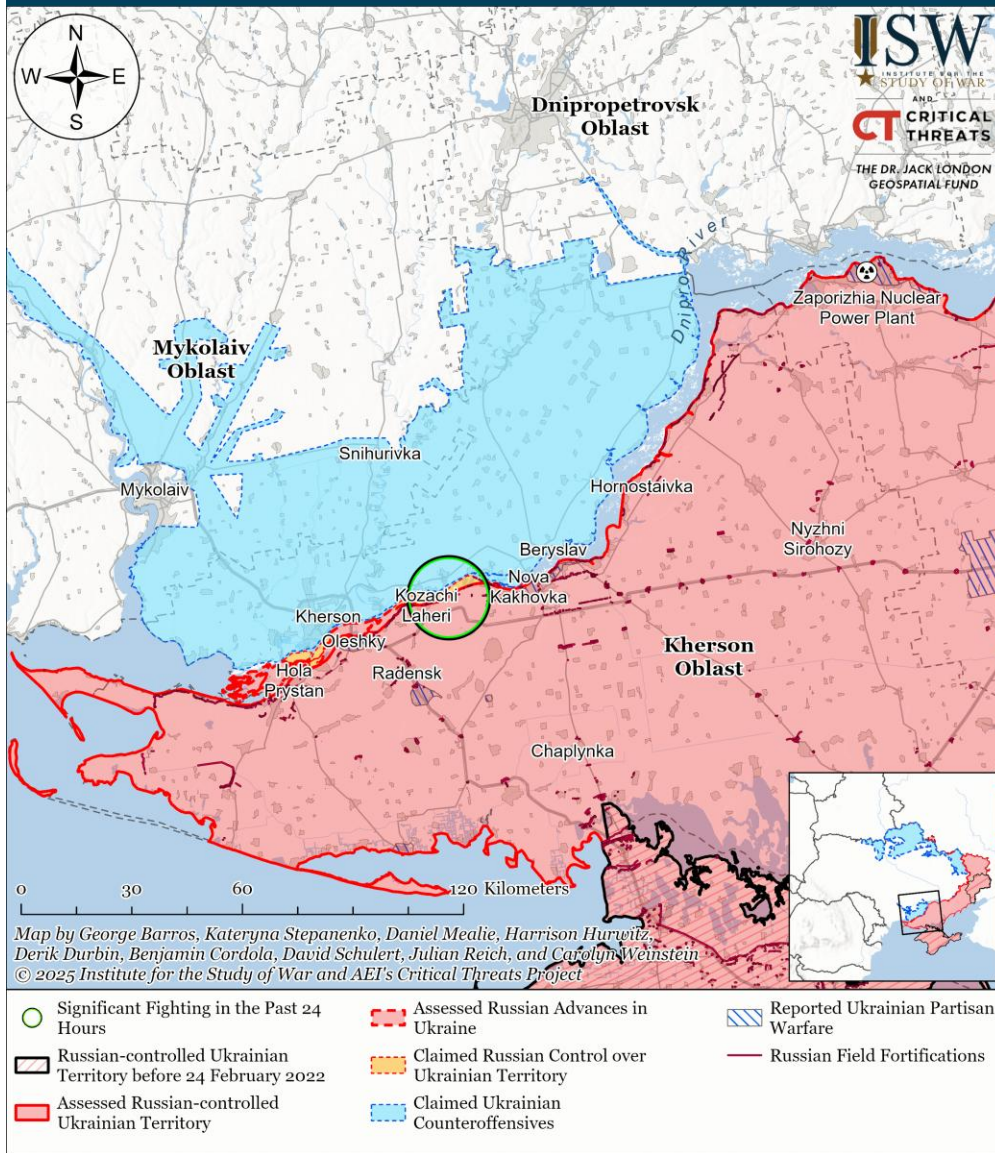 N
W E
S
ISW
INSTITUTE FOR THE
STUDY OF WAR
AND
CT CRITICAL
THREATS
THE DR. JACK LONDON
GEOSPATIAL FUND
Dnipropetrovsk
Oblast
Dnipro River
Zaporizhia Nuclear
Power Plant
Mykolaiv
Oblast
Snihurivka
Mykolaiv
Hornostaivka
Nyzhni
Sirohozy
Beryslav
Nova
Kakhovka
Kozachi
Laheri
Kherson
Oleshky
Kherson
Oblast
Hola
Prystan
Radensk
Chaplynka
0 30 60 120 Kilometers
Map by George Barros, Kateryna Stepanenko, Daniel Mealie, Harrison Hurwitz,
Derik Durbin, Benjamin Cordola, David Schulert, Julian Reich, and Carolyn Weinstein
© 2025 Institute for the Study of War and AEI's Critical Threats Project
Significant Fighting in the Past 24
Hours
Russian-controlled Ukrainian
Territory before 24 February 2022
Assessed Russian-controlled
Ukrainian Territory
Assessed Russian Advances in
Ukraine
Claimed Russian Control over
Ukrainian Territory
Claimed Ukrainian
Counteroffensives
Reported Ukrainian Partisan
Warfare
Russian Field Fortifications